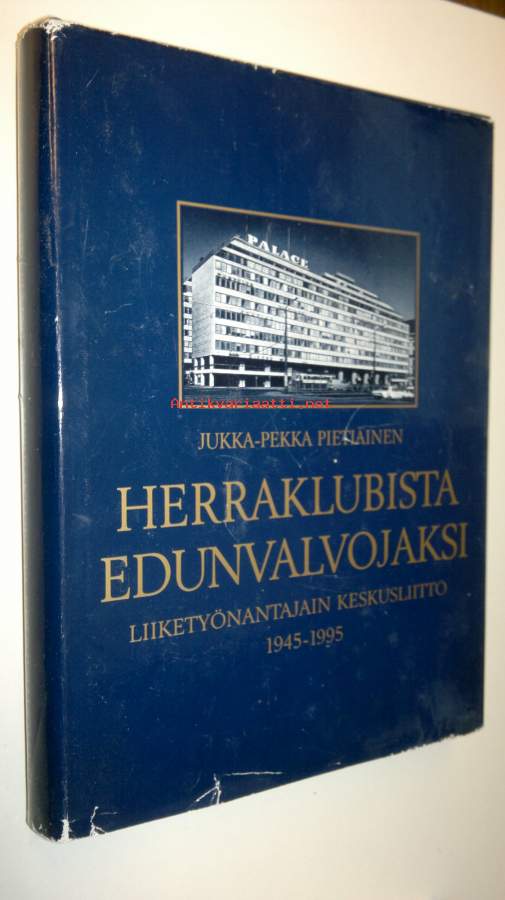 PALACE
Antikvariaatti.net
JUKKA-PEKKA PIETIÄINEN
HERRAKLUBISTA
EDUNVALVOJAKSI
LIIKETYÖNANTAJAIN KESKUSLIITTO
1945-1995